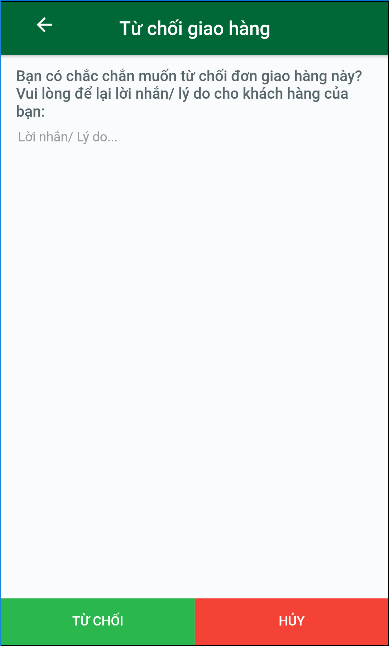 Từ chối giao hàng
Bạn có chắc chắn muốn từ chối đơn giao hàng này?
Vui lòng để lại lời nhắn/ lý do cho khách hàng của
bạn:
Lời nhắn/ Lý do...
TỪ CHỐI
HỦY